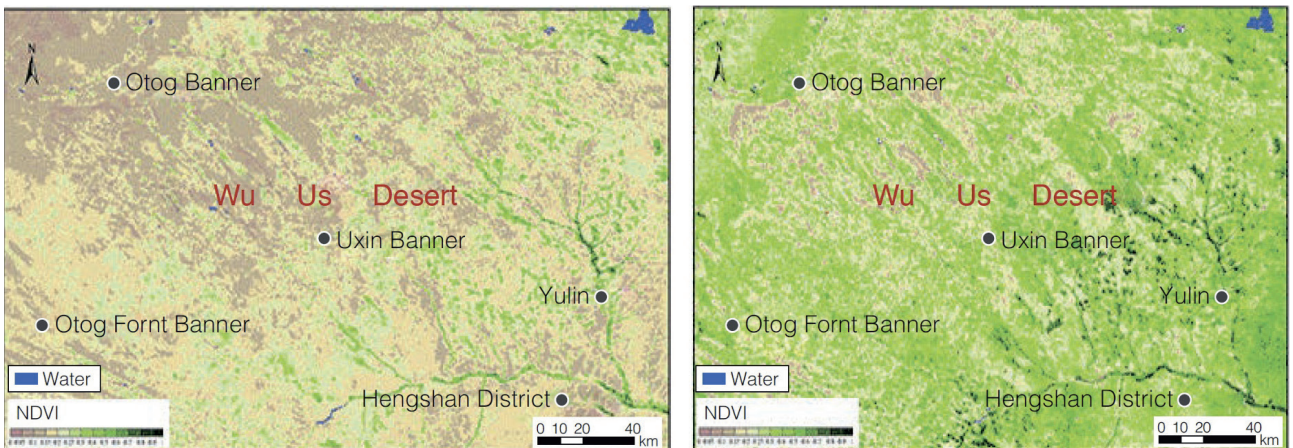 N
Otog Banner
Wu Us Desert
Uxin Banner
Yulin
Otog Fornt Banner
Water
Hengshan District
NDVI
0 10 20 40
km
N
Otog Banner
Wu Us Desert
Uxin Banner
Yulin
Otog Fornt Banner
Water
Hengshan District
NDVI
0 10 20 40
km